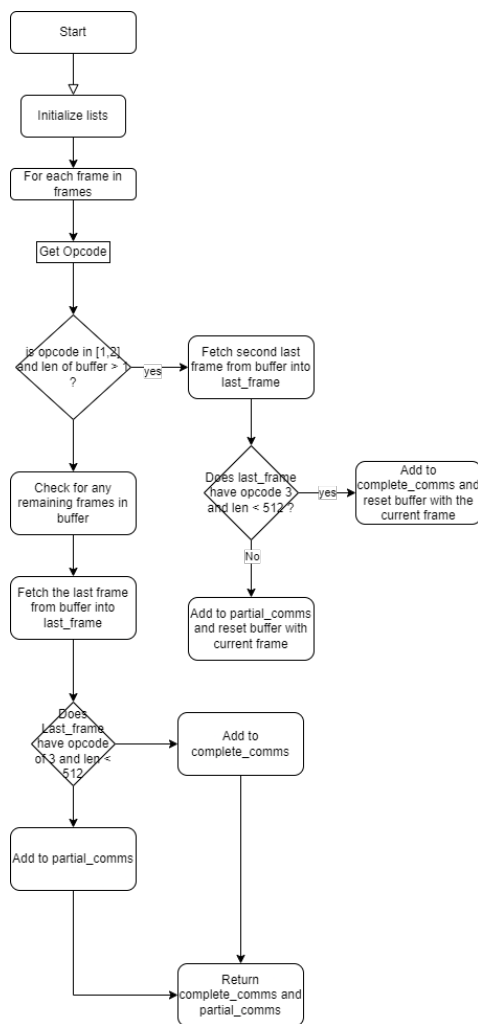 Start
Initialize lists
For each frame in
frames
Get Opcode
is opcode in [1,2]
and len of buffer > 1
?
yes
Fetch second last
frame from buffer into
last_frame
Does last_frame
have opcode 3
and len < 512 ?
yes
Add to
complete_comms and
reset buffer with the
current frame
No
Add to partial_comms
and reset buffer with
current frame
Check for any
remaining frames in
buffer
Fetch the last frame
from buffer into
last_frame
Does
Last_frame
have opcode
of 3 and len <
512
Add to
complete_comms
Add to partial_comms
Return
complete_comms and
partial_comms